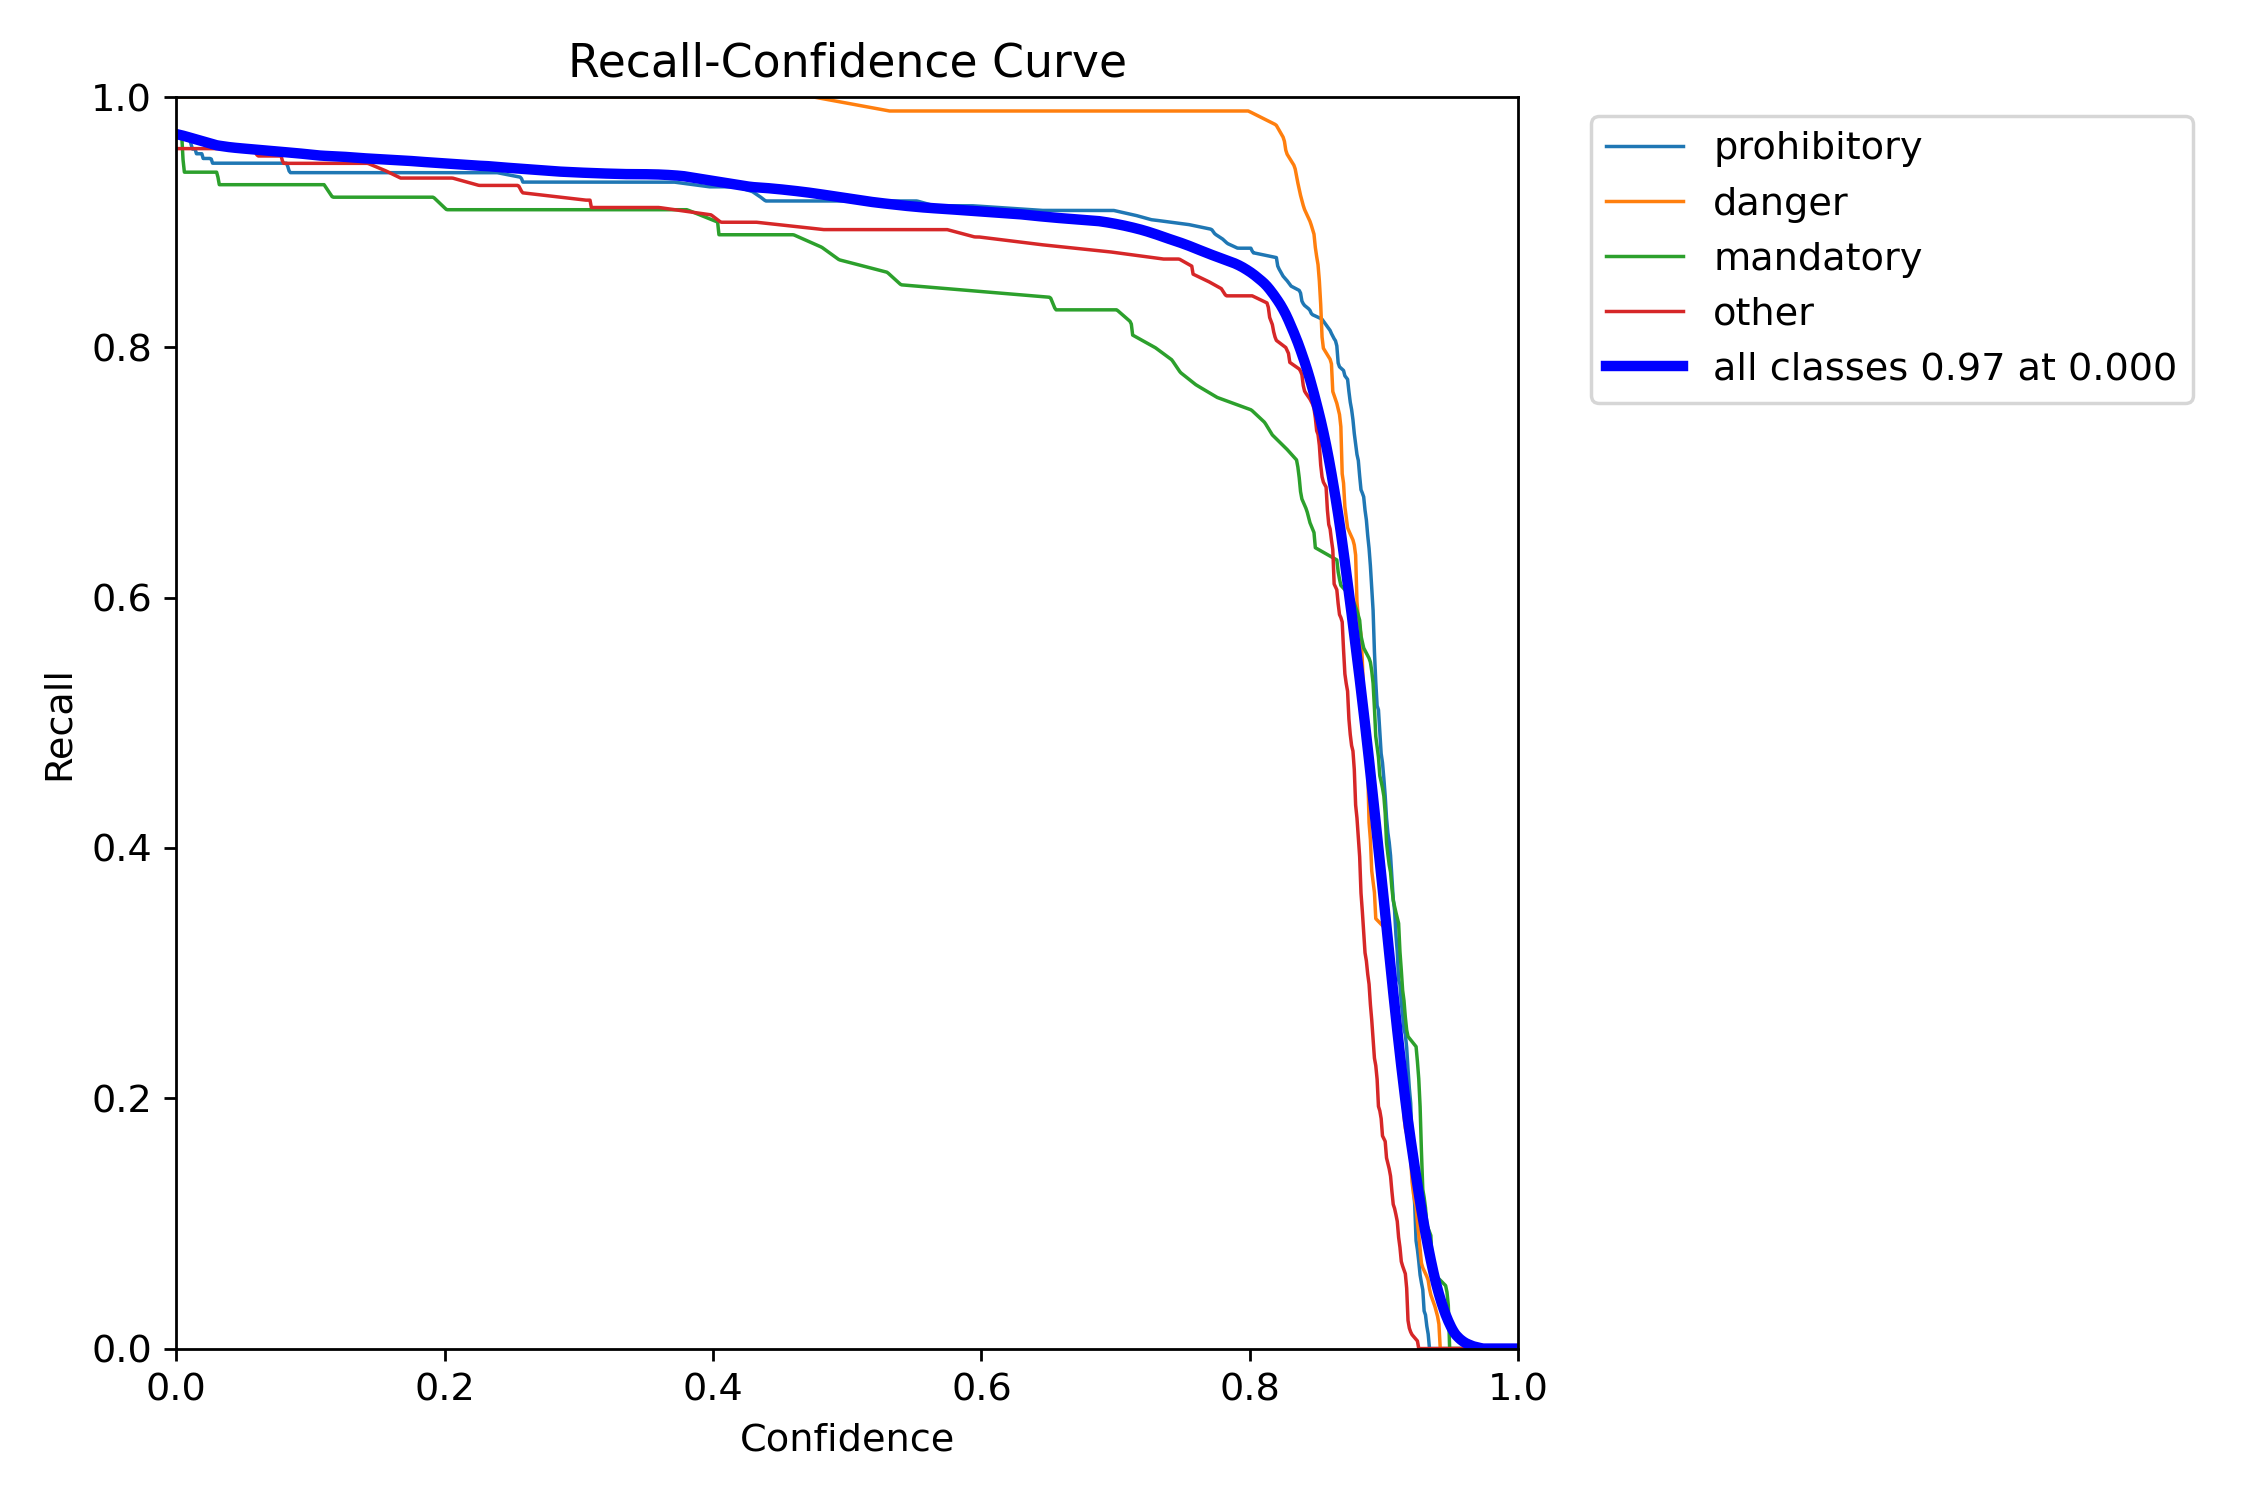 Recall-Confidence Curve
1.0
0.8
0.6
0.4
0.2
0.0
Recall
0.0 0.2 0.4 0.6 0.8 1.0
Confidence
prohibitory
danger
mandatory
other
all classes 0.97 at 0.000